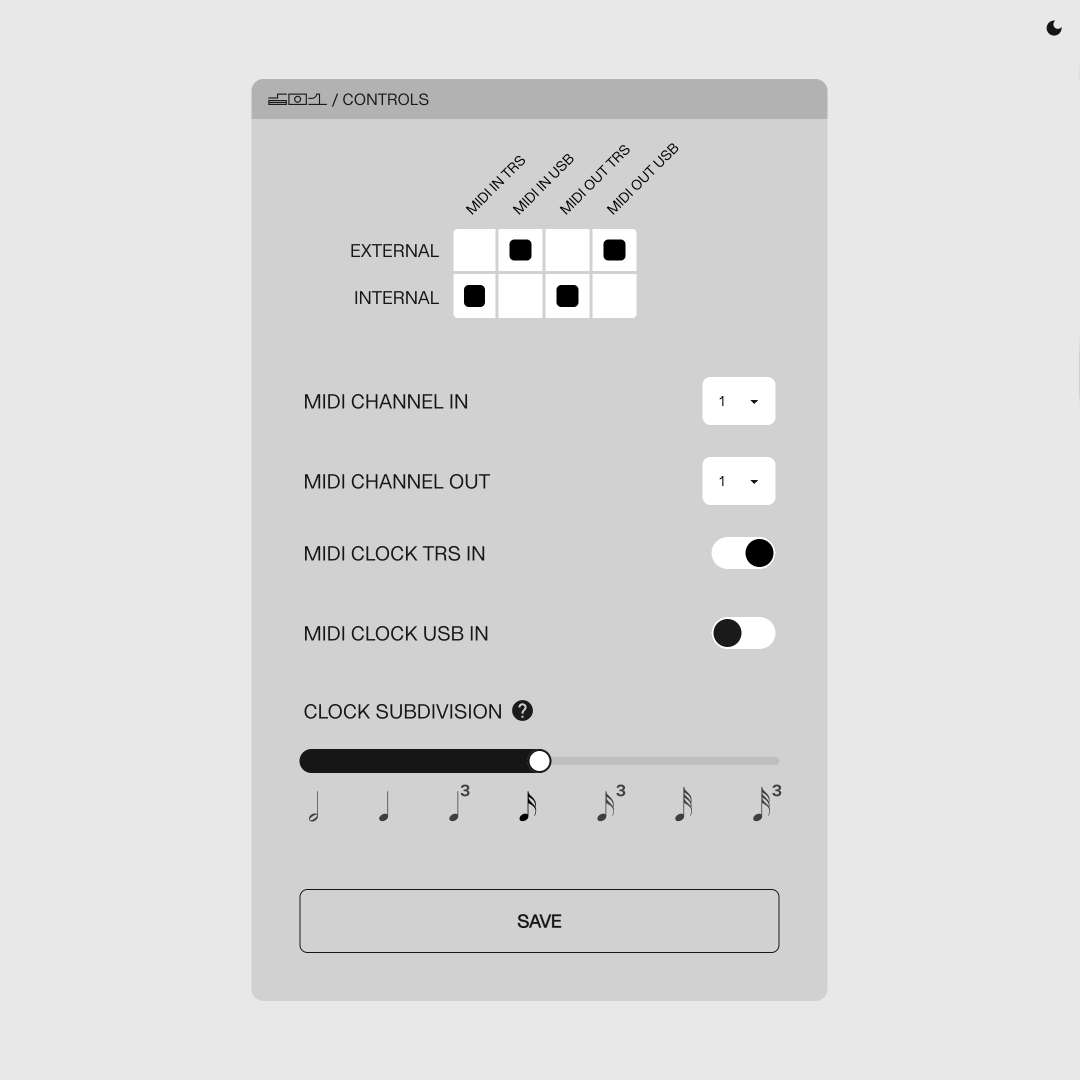 / CONTROLS
MIDI IN TRS
MIDI IN USB
MIDI OUT TRS
MIDI OUT USB
EXTERNAL
INTERNAL
MIDI CHANNEL IN
1
MIDI CHANNEL OUT
1
MIDI CLOCK TRS IN
MIDI CLOCK USB IN
CLOCK SUBDIVISION ?
3 3 3
SAVE